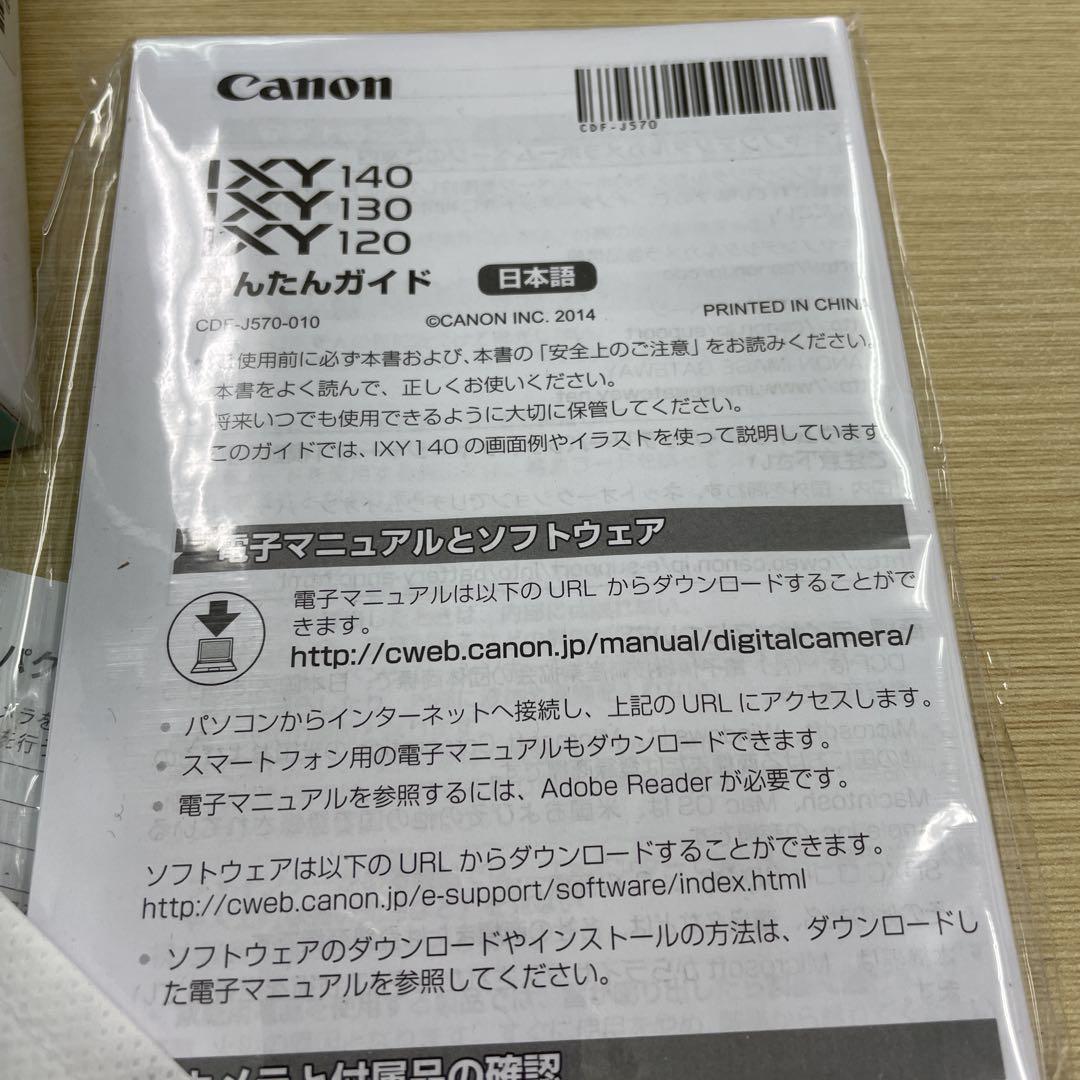 Canon
CDF-J570
IXY 140
IXY 130
IXY 120
かんたんガイド 日本語
CDF-J570-010 ©CANON INC. 2014 PRINTED IN CHINA
ご使用前に必ず本書および、本書の「安全上のご注意」をお読みください。
本書をよく読んで、正しくお使いください。
将来いつでも使用できるように大切に保管してください。
このガイドでは、IXY140 の画面例やイラストを使って説明しています
電子マニュアルとソフトウェア
電子マニュアルは以下の URL からダウンロードすることがで
きます。
http://cweb.canon.jp/manual/digitalcamera/
● パソコンからインターネットへ接続し、上記の URL にアクセスします。
● スマートフォン用の電子マニュアルもダウンロードできます。
● 電子マニュアルを参照するには、Adobe Reader が必要です。
ソフトウェアは以下の URL からダウンロードすることができます。
http://cweb.canon.jp/e-support/software/index.html
● ソフトウェアのダウンロードやインストールの方法は、ダウンロードし
た電子マニュアルを参照してください。
カメラと付属品の確認